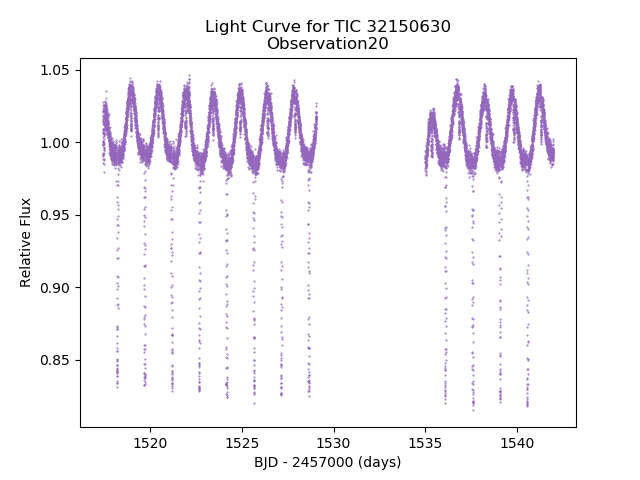 Light Curve for TIC 32150630
Observation20
1.05
1.00
0.95
0.90
0.85
Relative Flux
1520
1525
1530
1535
1540
BJD - 2457000 (days)